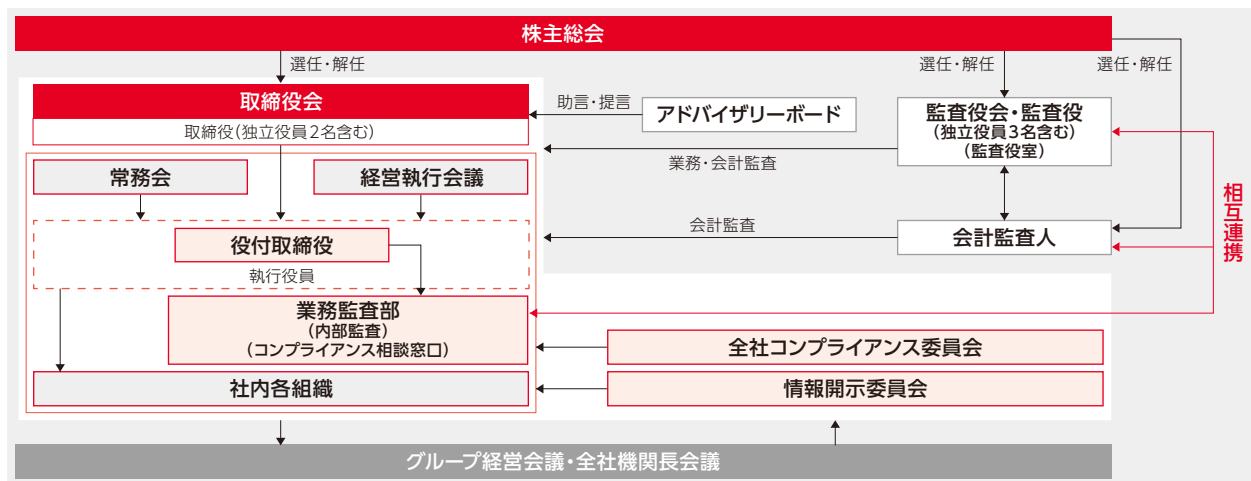 株主総会
選任・解任
選任・解任
選任・解任
取締役会
取締役(独立役員2名含む)
助言・提言
アドバイザリーボード
監査役会・監査役
(独立役員3名含む)
(監査役室)
業務・会計監査
常務会
経営執行会議
相互連携
役付取締役
執行役員
会計監査
会計監査人
業務監査部
(内部監査)
(コンプライアンス相談窓口)
全社コンプライアンス委員会
社内各組織
情報開示委員会
グループ経営会議・全社機関長会議